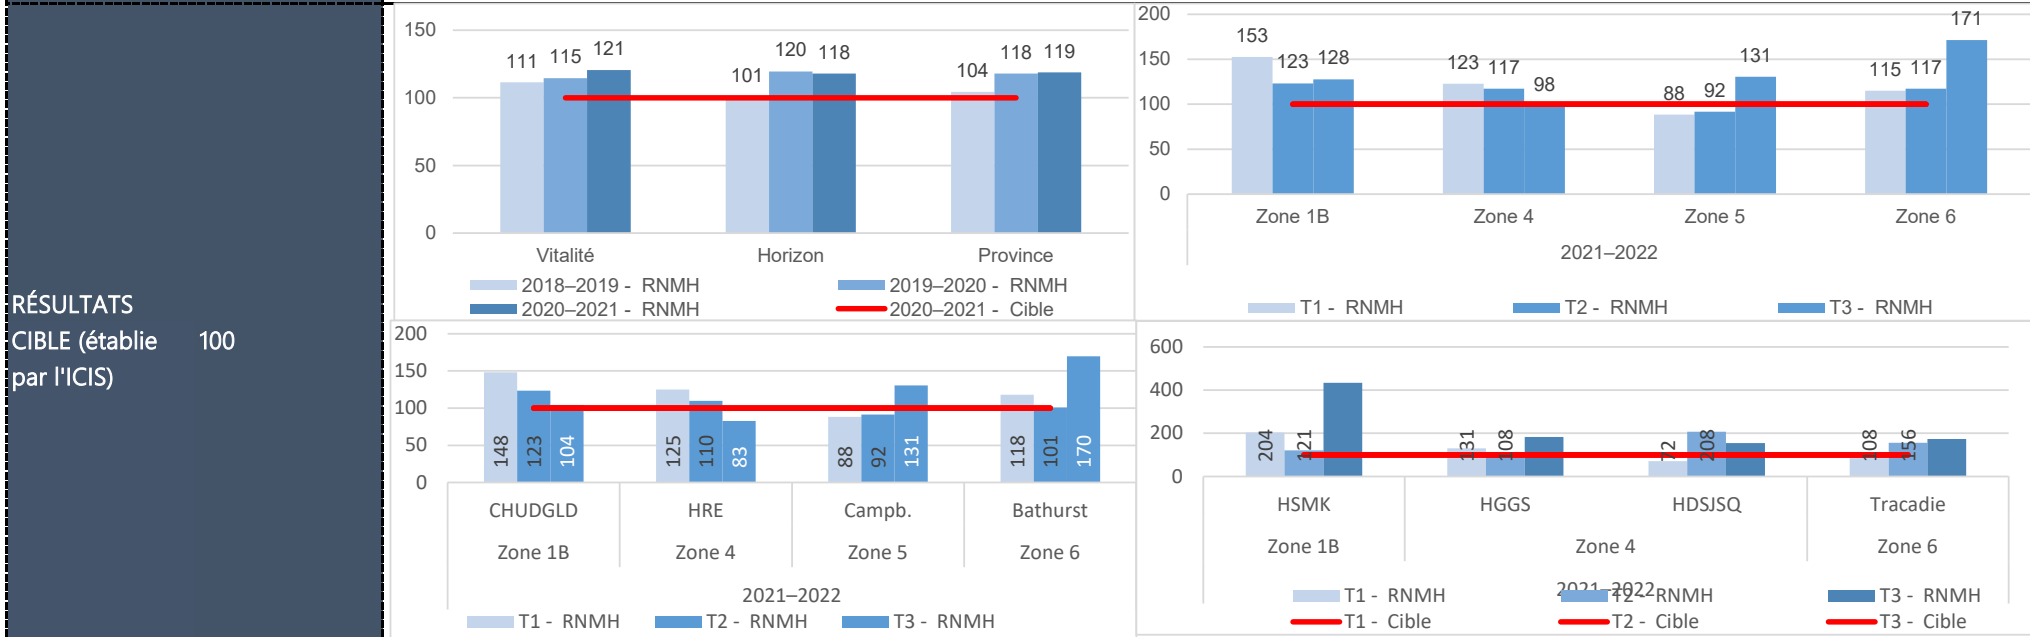 RÉSULTATS
CIBLE (établie 100
par l'ICIS)
150
100
50
0
111 115 121
101 120 118
104 118 119
Vitalité Horizon Province
2018–2019 - RNMH 2019–2020 - RNMH
2020–2021 - RNMH 2020–2021 - Cible
200
150
100
50
0
153 123 128
123 117 98
88 92 131
115 117 171
Zone 1B Zone 4 Zone 5 Zone 6
2021–2022
T1 - RNMH T2 - RNMH T3 - RNMH
200
150
100
50
0
148 123 104
125 110 83
88 92 131
118 101 170
CHUDGLD HRE Campb. Bathurst
Zone 1B Zone 4 Zone 5 Zone 6
2021–2022
T1 - RNMH T2 - RNMH T3 - RNMH
600
400
200
0
204 121
131 108
72 208
108 156
HSMK HGGS HDSJSQ Tracadie
Zone 1B Zone 4 Zone 6
2021–2022
T1 - RNMH T2 - RNMH T3 - RNMH
T1 - Cible T2 - Cible T3 - Cible